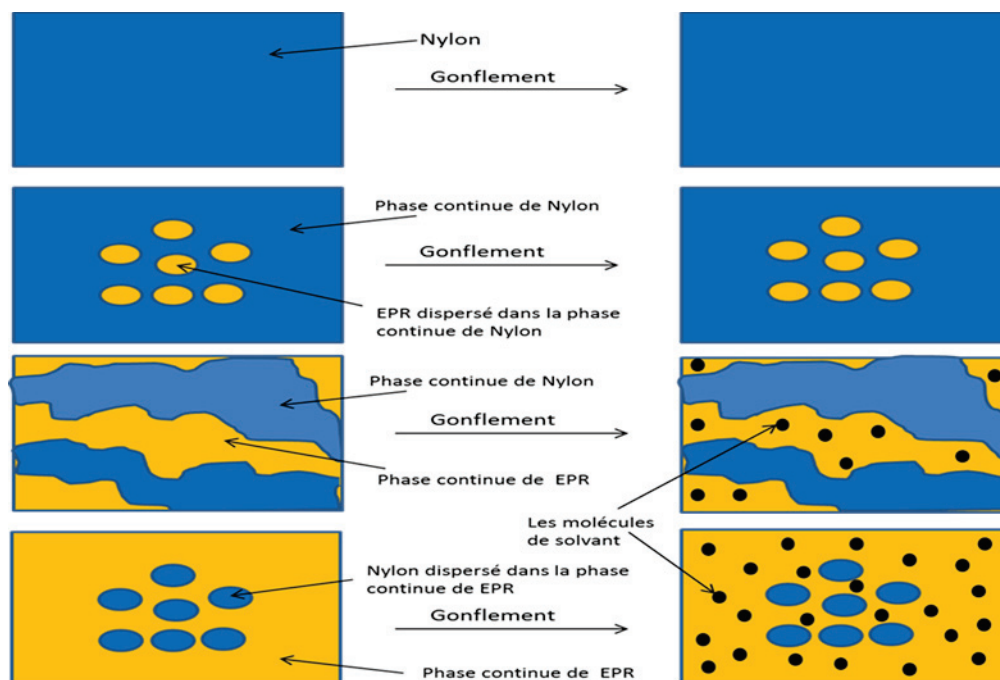 Nylon
Gonflement
Phase continue de Nylon
Gonflement
EPR dispersé dans la phase
continue de Nylon
Phase continue de Nylon
Gonflement
Phase continue de  EPR
Les molécules
de solvant
Nylon dispersé dans la phase
continue de EPR
Gonflement
Phase continue de  EPR